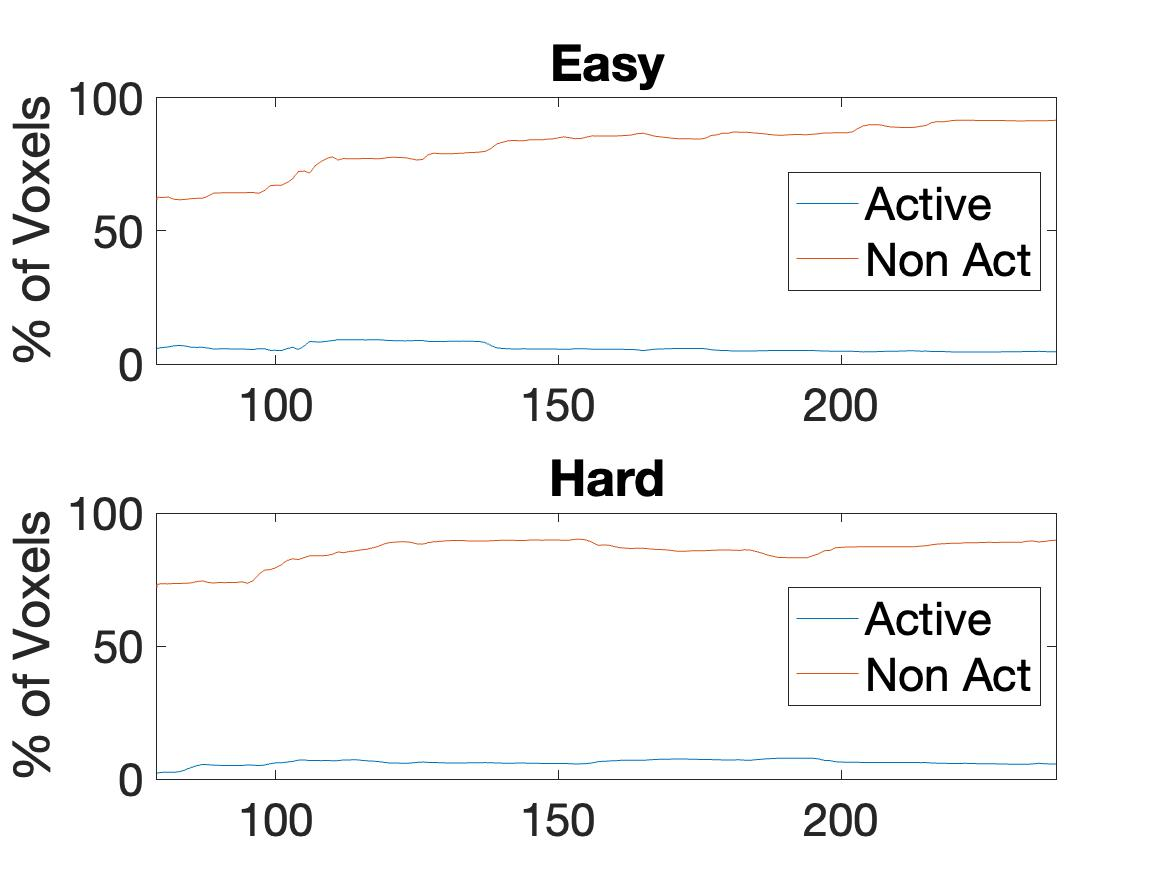 Easy
% of Voxels
100
50
0
Active
Non Act
100 150 200
Hard
% of Voxels
100
50
0
Active
Non Act
100 150 200